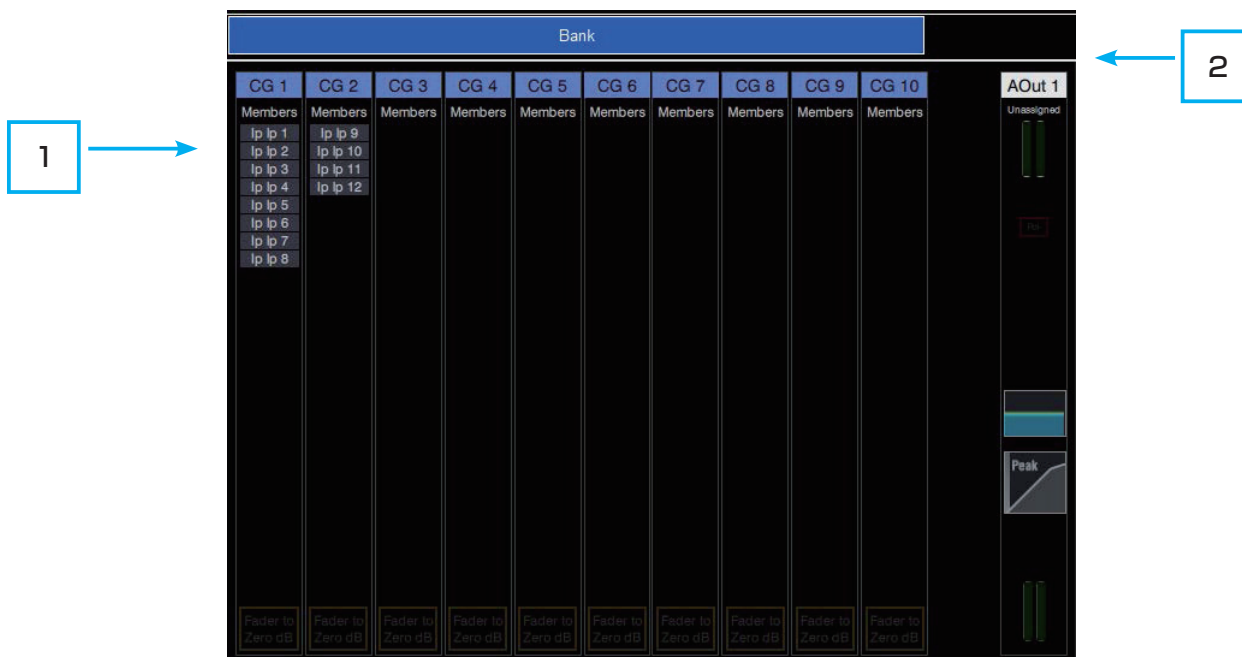 Bank
2
CG 1 CG 2 CG 3 CG 4 CG 5 CG 6 CG 7 CG 8 CG 9 CG 10 AOut 1
Members Members Members Members Members Members Members Members Members Members Unassigned
1
Ip Ip 1 Ip Ip 9
Ip Ip 2 Ip Ip 10
Ip Ip 3 Ip Ip 11
Ip Ip 4 Ip Ip 12
Ip Ip 5
Ip Ip 6
Ip Ip 7
Ip Ip 8
Peak
Fader to Fader to Fader to Fader to Fader to Fader to Fader to Fader to Fader to Fader to
Zero dB Zero dB Zero dB Zero dB Zero dB Zero dB Zero dB Zero dB Zero dB Zero dB